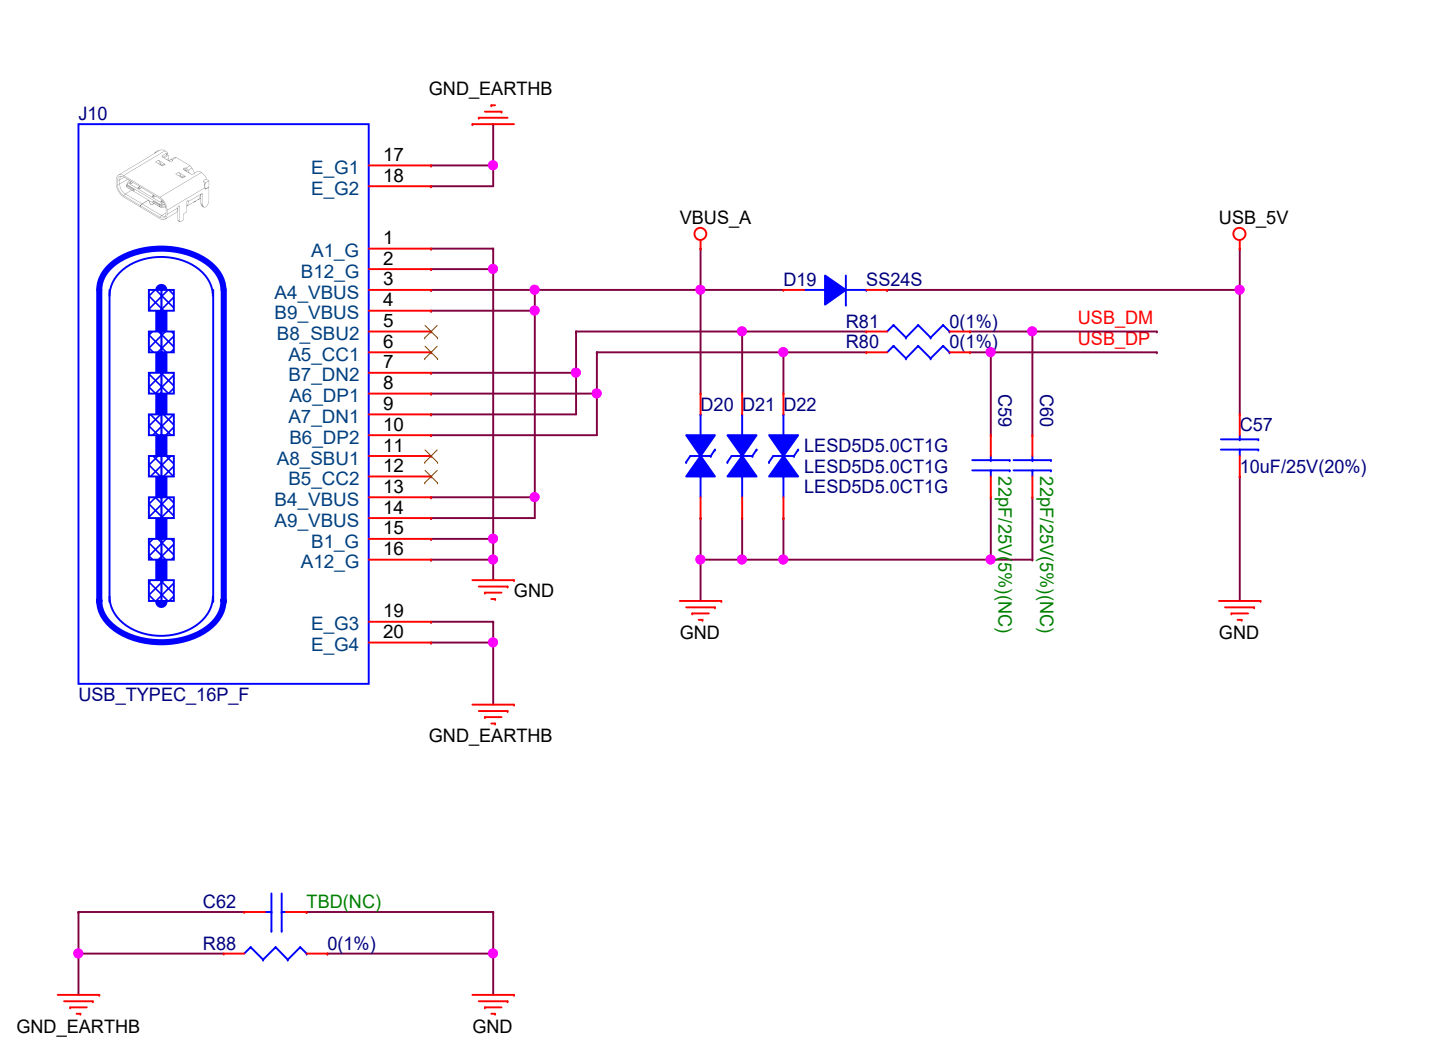 GND_EARTHB
J10
E_G1 17
E_G2 18
A1_G 1
B12_G 2
A4_VBUS 3
B9_VBUS 4
B8_SBU2 5
A5_CC1 6
B7_DN2 7
A6_DP1 8
A7_DN1 9
B6_DP2 10
A8_SBU1 11
B5_CC2 12
B4_VBUS 13
A9_VBUS 14
B1_G 15
A12_G 16
GND
E_G3 19
E_G4 20
USB_TYPEC_16P_F
GND_EARTHB
VBUS_A
USB_5V
D19 SS24S
R81 0(1%) USB_DM
R80 0(1%) USB_DP
D20 D21 D22
LESD5D5.0CT1G
LESD5D5.0CT1G
LESD5D5.0CT1G
C59
22pF/25V(5%)(NC)
C60
22pF/25V(5%)(NC)
C57
10uF/25V(20%)
GND
GND
C62 TBD(NC)
R88 0(1%)
GND_EARTHB
GND